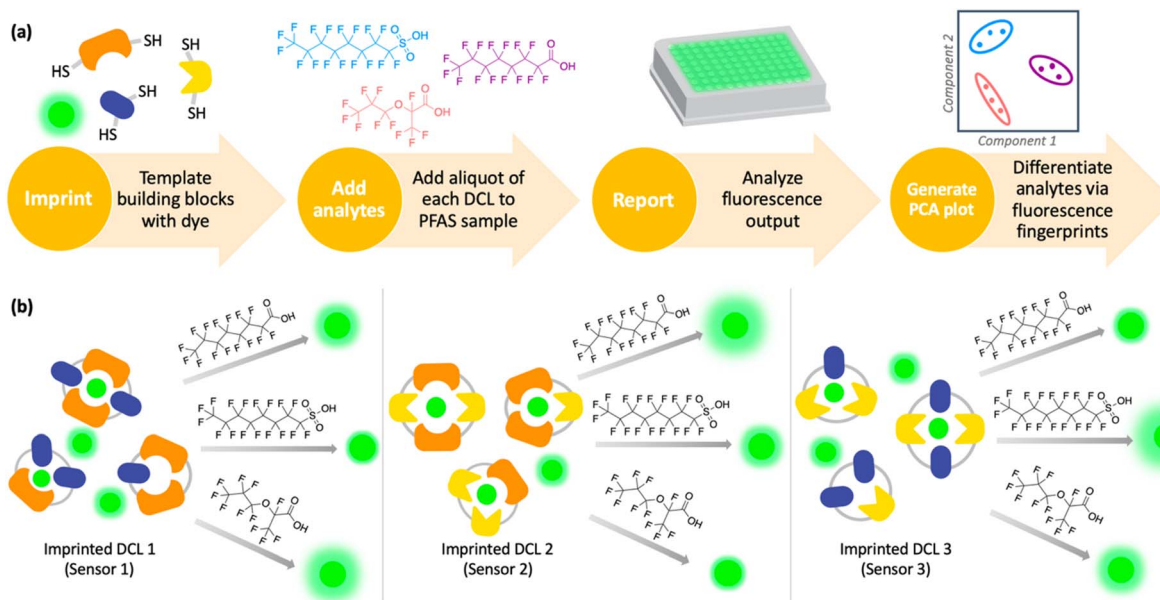 (a)
SH
HS
SH
SH
HS
SH
Component 2
Component 1
Imprint
Template
building blocks
with dye
Add
analytes
Add aliquot of
each DCL to
PFAS sample
Report
Analyze
fluorescence
output
Generate
PCA plot
Differentiate
analytes via
fluorescence
fingerprints
(b)
Imprinted DCL 1
(Sensor 1)
Imprinted DCL 2
(Sensor 2)
Imprinted DCL 3
(Sensor 3)